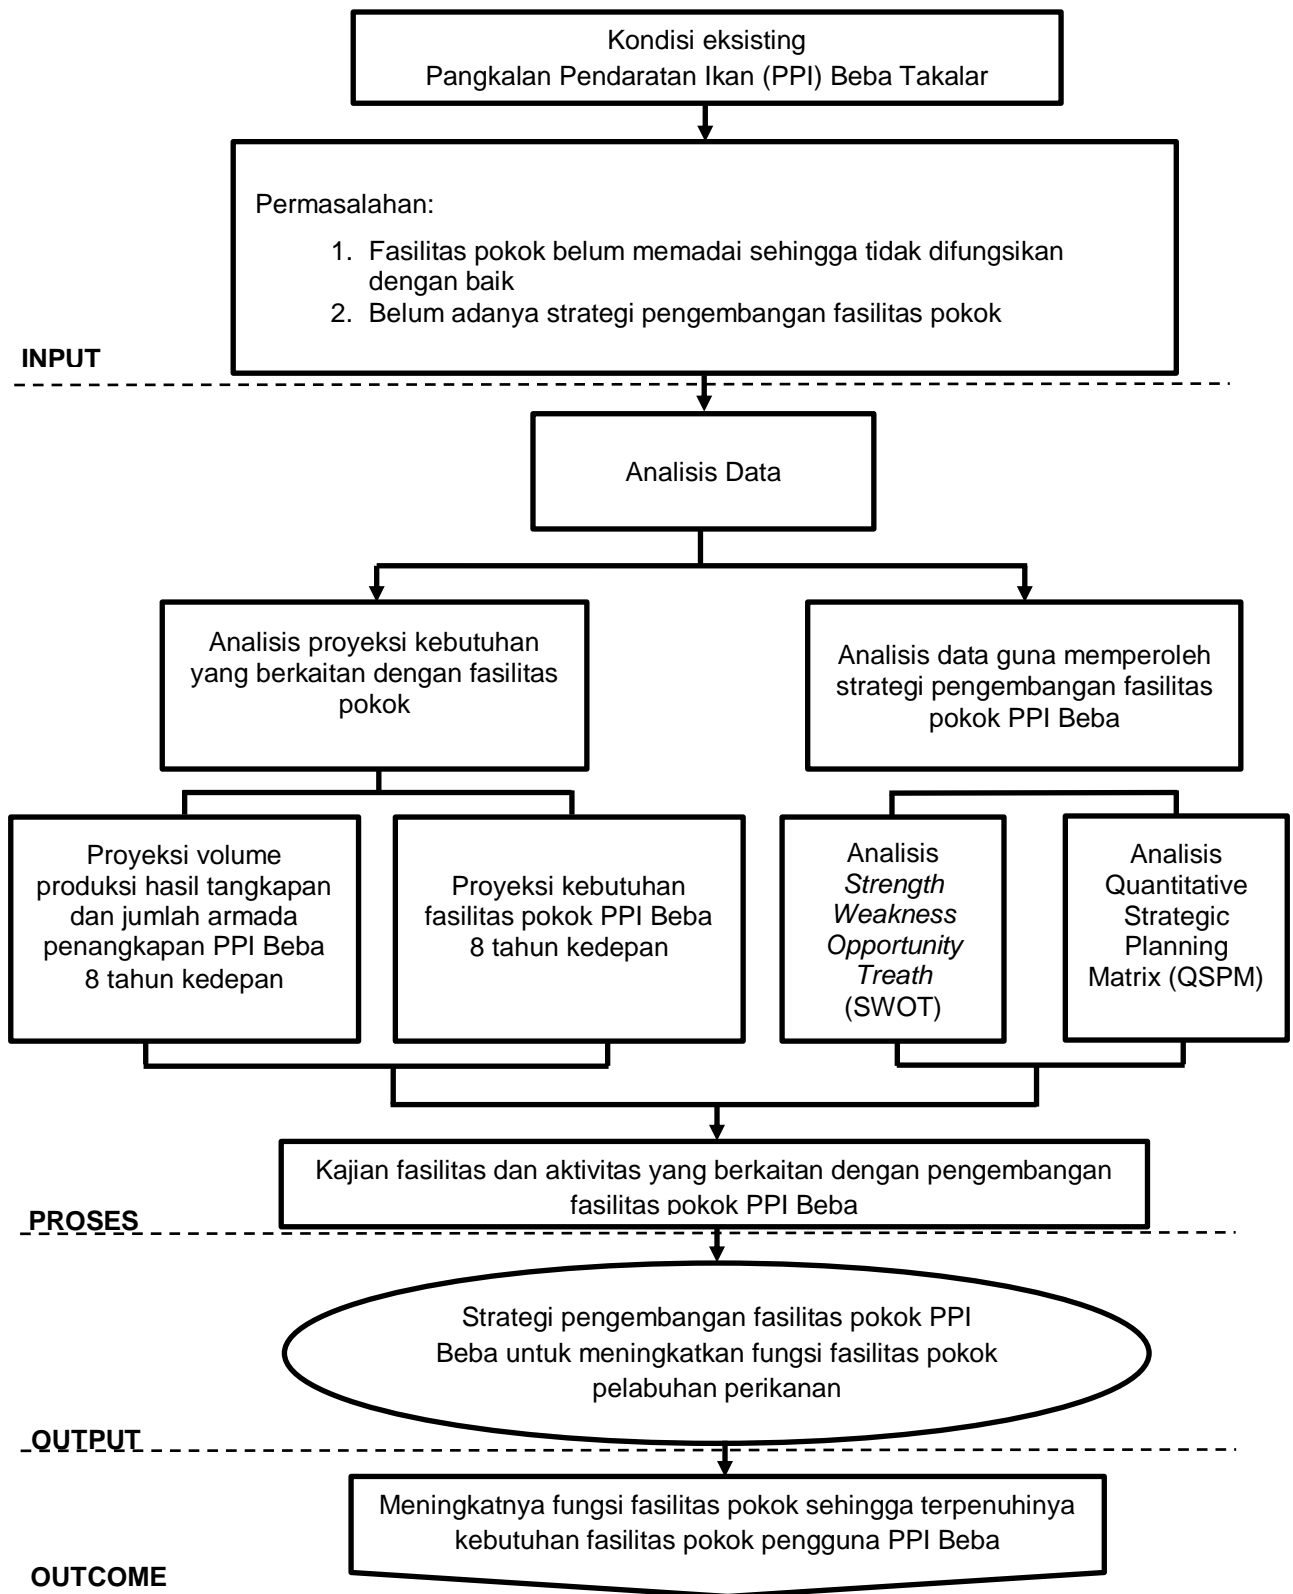 Kondisi eksisting
Pangkalan Pendaratan Ikan (PPI) Beba Takalar
Permasalahan:
1. Fasilitas pokok belum memadai sehingga tidak difungsikan
dengan baik
2. Belum adanya strategi pengembangan fasilitas pokok
INPUT
Analisis Data
Analisis proyeksi kebutuhan
yang berkaitan dengan fasilitas
pokok
Analisis data guna memperoleh
strategi pengembangan fasilitas
pokok PPI Beba
Proyeksi volume
produksi hasil tangkapan
dan jumlah armada
penangkapan PPI Beba
8 tahun kedepan
Proyeksi kebutuhan
fasilitas pokok PPI Beba
8 tahun kedepan
Analisis
Strength
Weakness
Opportunity
Treath
(SWOT)
Analisis
Quantitative
Strategic
Planning
Matrix (QSPM)
Kajian fasilitas dan aktivitas yang berkaitan dengan pengembangan
fasilitas pokok PPI Beba
PROSES
Strategi pengembangan fasilitas pokok PPI
Beba untuk meningkatkan fungsi fasilitas pokok
pelabuhan perikanan
OUTPUT
Meningkatnya fungsi fasilitas pokok sehingga terpenuhinya
kebutuhan fasilitas pokok pengguna PPI Beba
OUTCOME